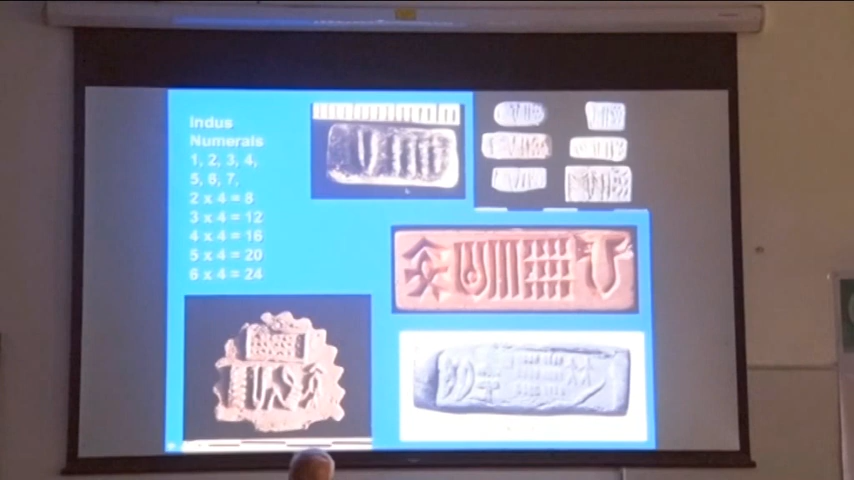 Indus
Numerals
1, 2, 3, 4,
5, 6, 7,
2 x 4 = 8
3 x 4 = 12
4 x 4 = 16
5 x 4 = 20
6 x 4 = 24